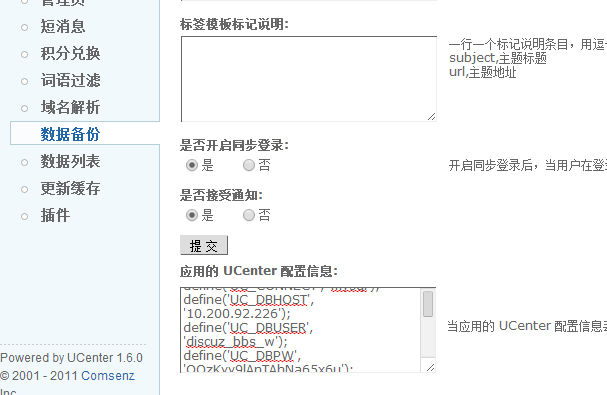 管理员
短消息
积分兑换
词语过滤
域名解析
数据备份
数据列表
更新缓存
插件
Powered by UCenter 1.6.0
© 2001 - 2011 Comsenz
Inc.
标签模板标记说明:
一行一个标记说明条目，用逗
subject,主题标题
url,主题地址
是否开启同步登录:
是 否
开启同步登录后，当用户在登
是否接受通知:
是 否
提 交
应用的 UCenter 配置信息:
define('UC_CONNECT', 'mysql');
define('UC_DBHOST',
'10.200.92.226');
define('UC_DBUSER',
'discuz_bbs_w');
define('UC_DBPW',
当应用的 UCenter 配置信息丢